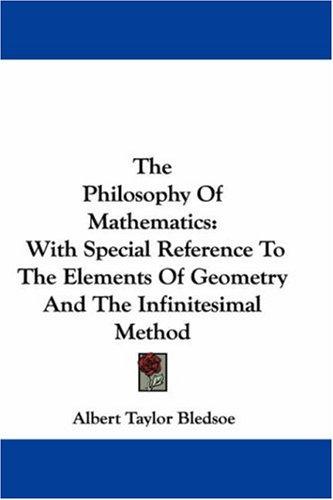 The
Philosophy Of
Mathematics:
With Special Reference To
The Elements Of Geometry
And The Infinitesimal
Method
Albert Taylor Bledsoe